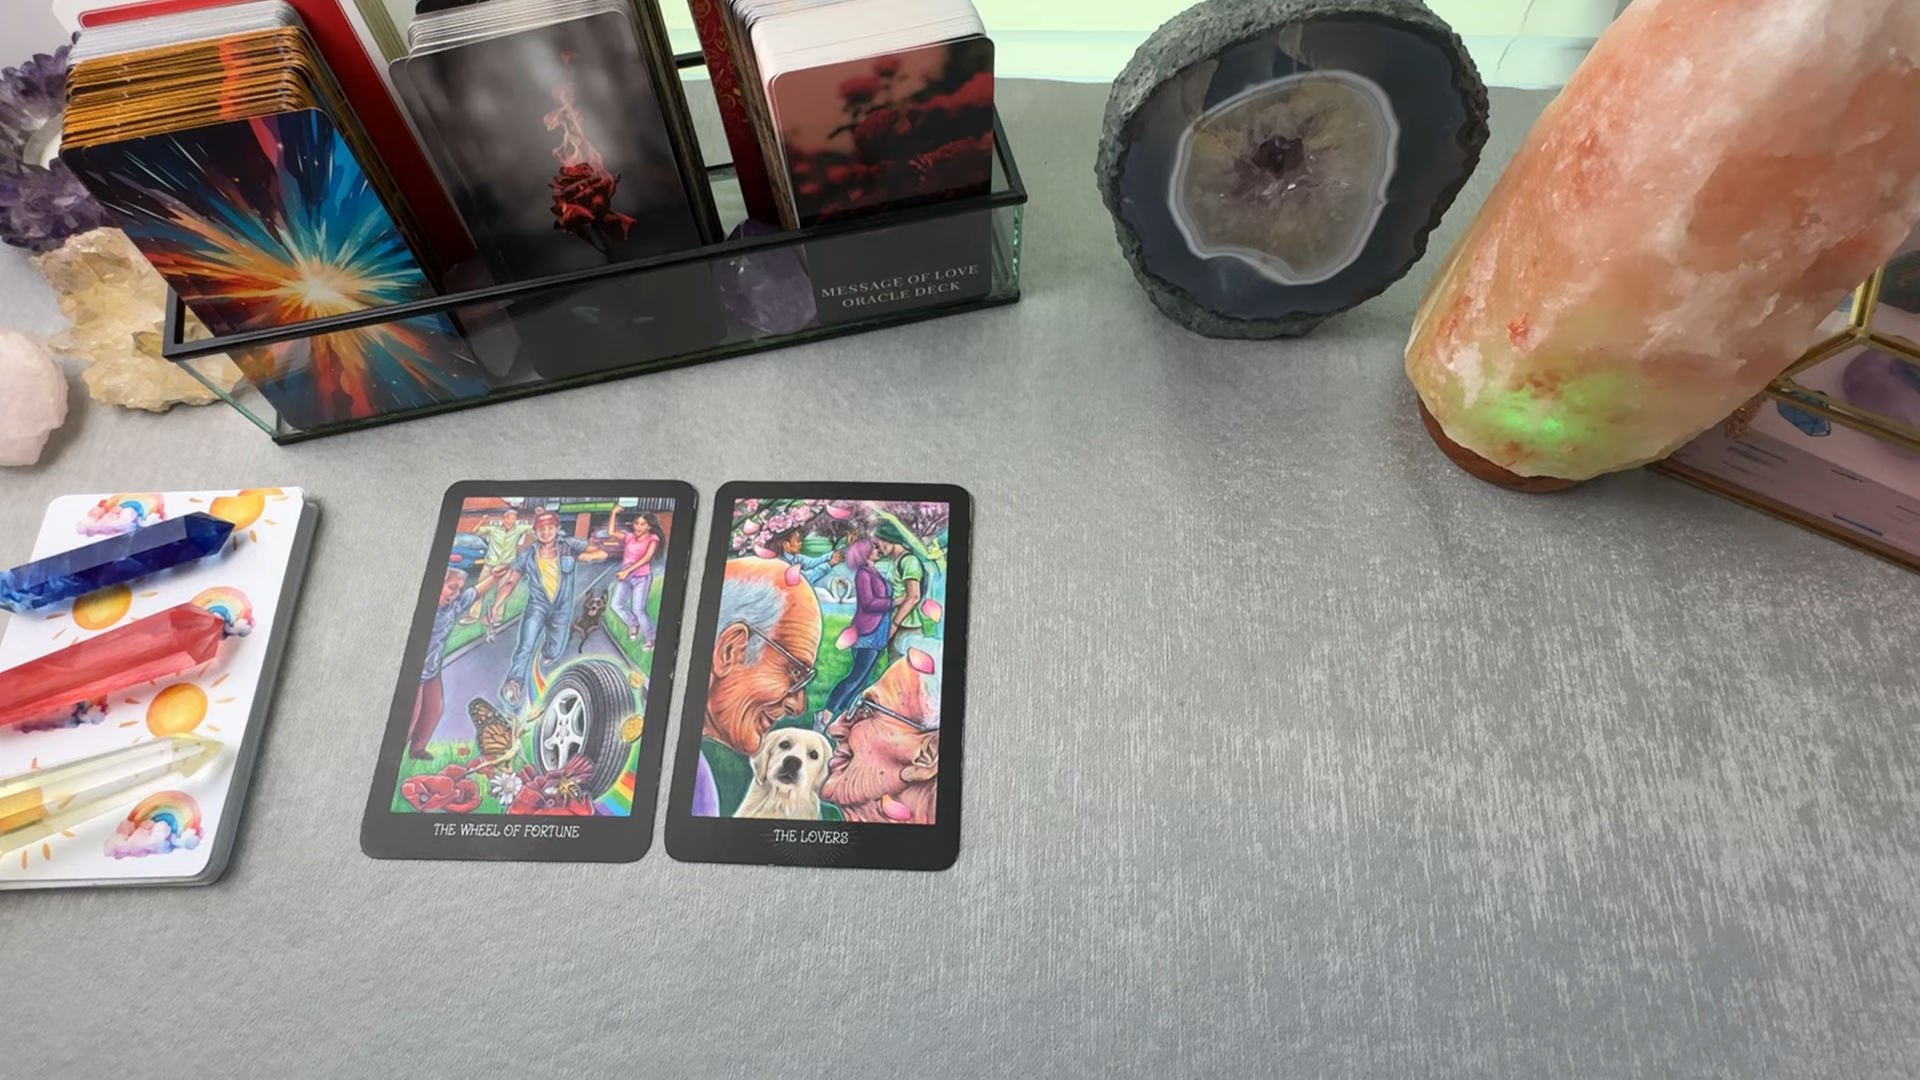 MESSAGE OF LOVE
ORACLE DECK
THE WHEEL OF FORTUNE
THE LOVERS